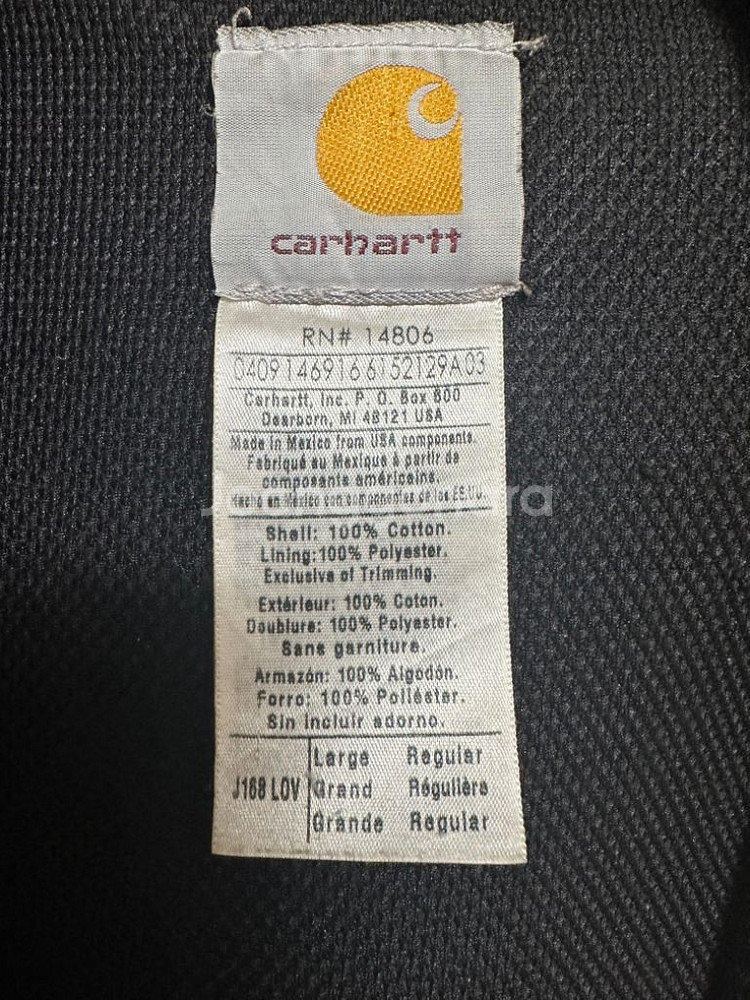 carhartt
RN# 14806
04091469166152129A03
Carhartt, Inc. P. O. Box 600
Dearborn, MI 48121 USA
Made in Mexico from USA components.
Fabriqué au Mexique à partir de
composants américains.
Hecho en México con componentes de los EE.UU.
Shell: 100% Cotton.
Lining:100% Polyester.
Exclusive of Trimming.
Extérieur: 100% Coton.
Doublure: 100% Polyester.
Sans garniture.
Armazón: 100% Algodón.
Forro: 100% Poliéster.
Sin incluir adorno.
J168 LOV
Large Regular
Grand Régulière
Grande Regular